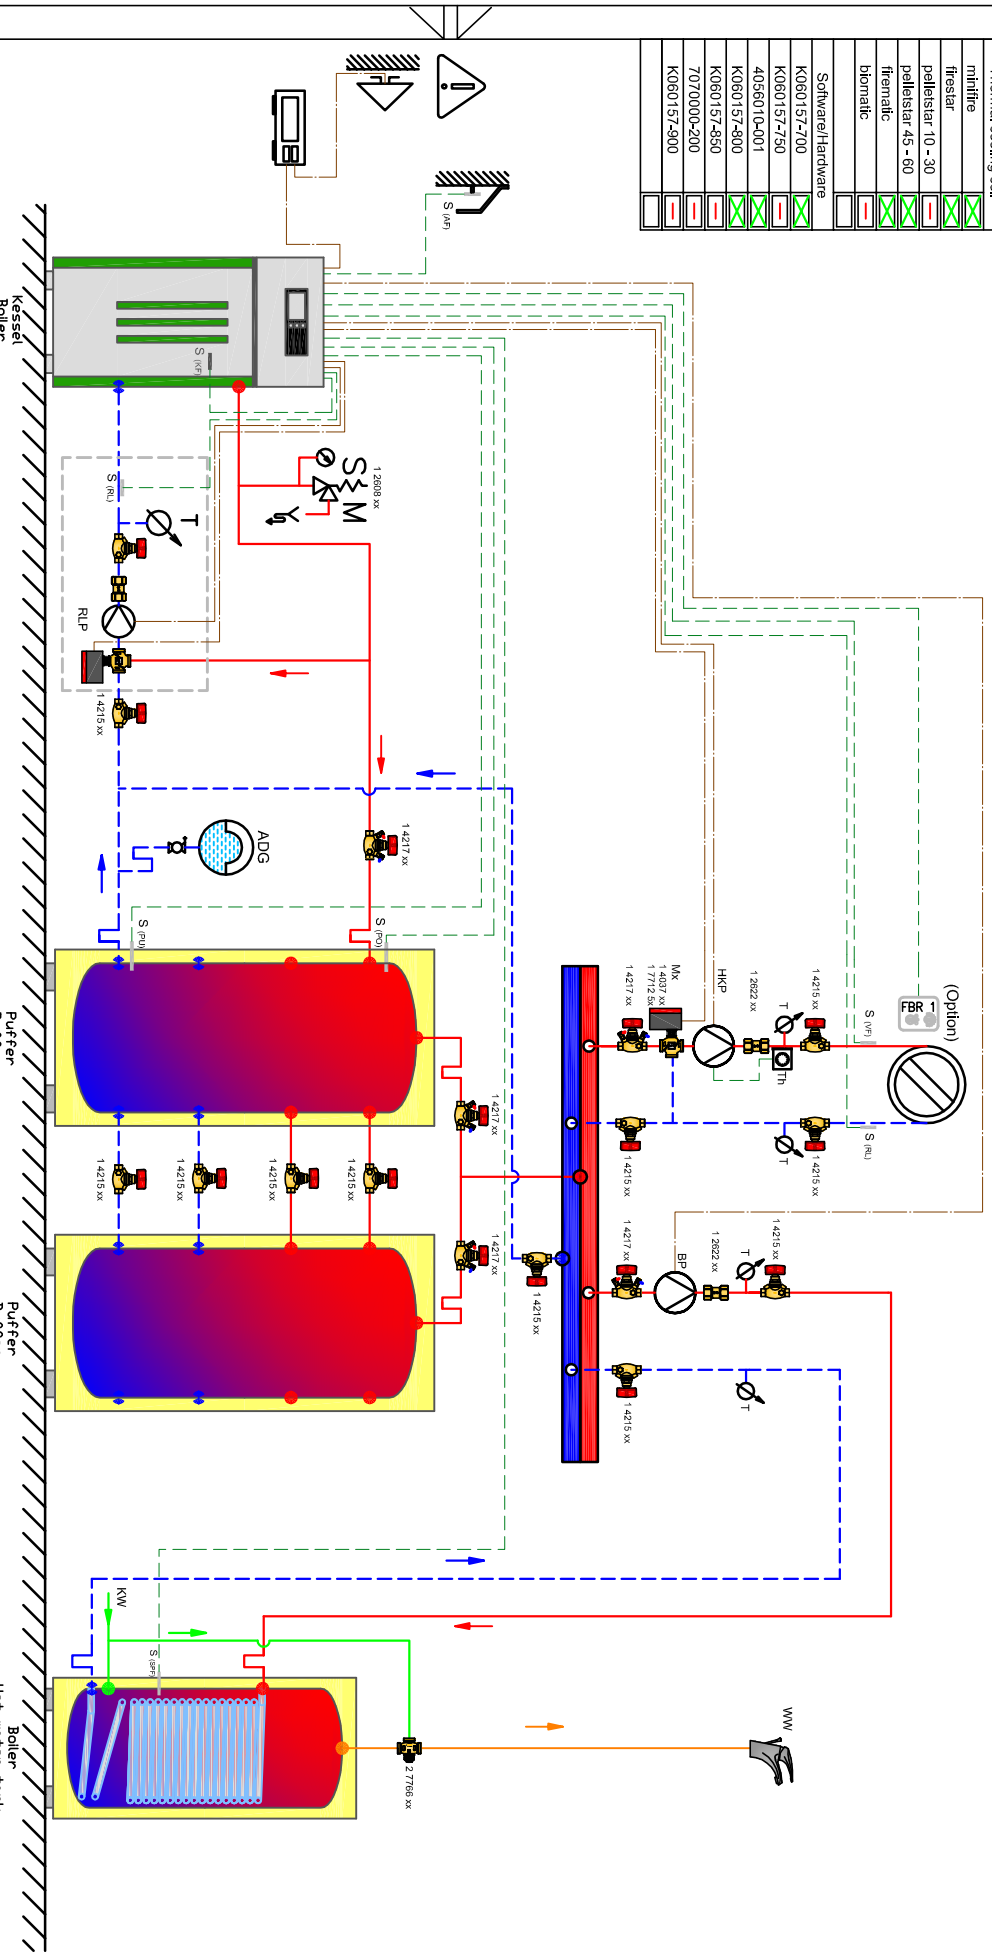 minifire
firestar
pelletstar 10 - 30
pelletstar 45 - 60
firematic
biomatic
Software/Hardware
K060157-700
K060157-750
4056010-001
K060157-800
K060157-850
7070000-200
K060157-900
S (AF)
Kessel
Boiler
S (KF)
S (RL)
T
RLP
1 4215 xx
1 2608 xx
S
M
ADG
1 4217 xx
S (PU)
S (PO)
Puffer
1 4215 xx
1 4215 xx
1 4215 xx
1 4215 xx
1 4217 xx
1 4217 xx
Puffer
1 4215 xx
(Option)
FBR 1
S (VF)
S (RL)
1 4215 xx
T
Th
1 2622 xx
HKP
Mx
1 4037 xx
1 7712 5x
1 4217 xx
1 4215 xx
T
1 4215 xx
1 4215 xx
T
1 2622 xx
BP
1 4217 xx
T
1 4215 xx
KW
S (SPF)
WW
2 7766 xx
Boiler